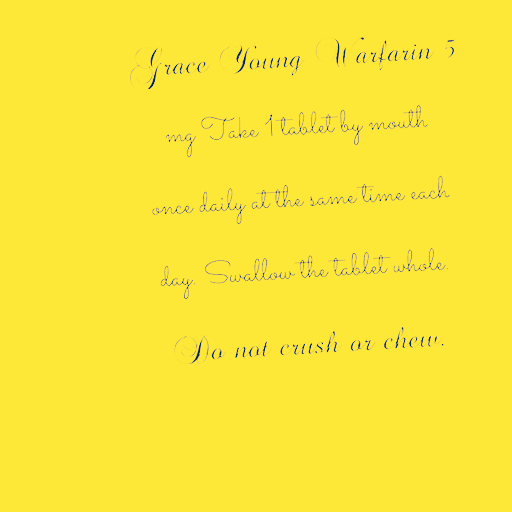 Grace Young Warfarin 5
mg Take 1 tablet by mouth
once daily at the same time each
day. Swallow the tablet whole.
Do not crush or chew.